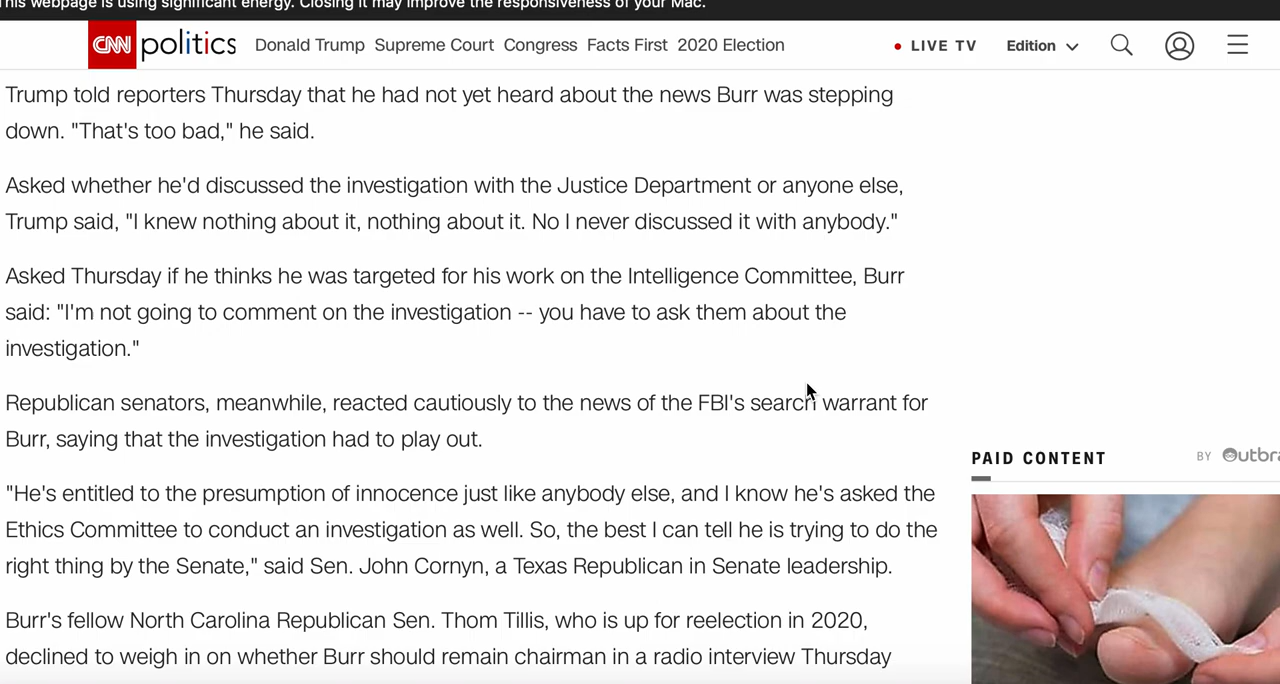 This webpage is using significant energy. Closing it may improve the responsiveness of your Mac.
CNN politics Donald Trump Supreme Court Congress Facts First 2020 Election LIVE TV Edition
Trump told reporters Thursday that he had not yet heard about the news Burr was stepping
down. "That's too bad," he said.
Asked whether he'd discussed the investigation with the Justice Department or anyone else,
Trump said, "I knew nothing about it, nothing about it. No I never discussed it with anybody."
Asked Thursday if he thinks he was targeted for his work on the Intelligence Committee, Burr
said: "I'm not going to comment on the investigation -- you have to ask them about the
investigation."
Republican senators, meanwhile, reacted cautiously to the news of the FBI's search warrant for
Burr, saying that the investigation had to play out.
"He's entitled to the presumption of innocence just like anybody else, and I know he's asked the
Ethics Committee to conduct an investigation as well. So, the best I can tell he is trying to do the
right thing by the Senate," said Sen. John Cornyn, a Texas Republican in Senate leadership.
Burr's fellow North Carolina Republican Sen. Thom Tillis, who is up for reelection in 2020,
declined to weigh in on whether Burr should remain chairman in a radio interview Thursday
PAID CONTENT BY Outbra